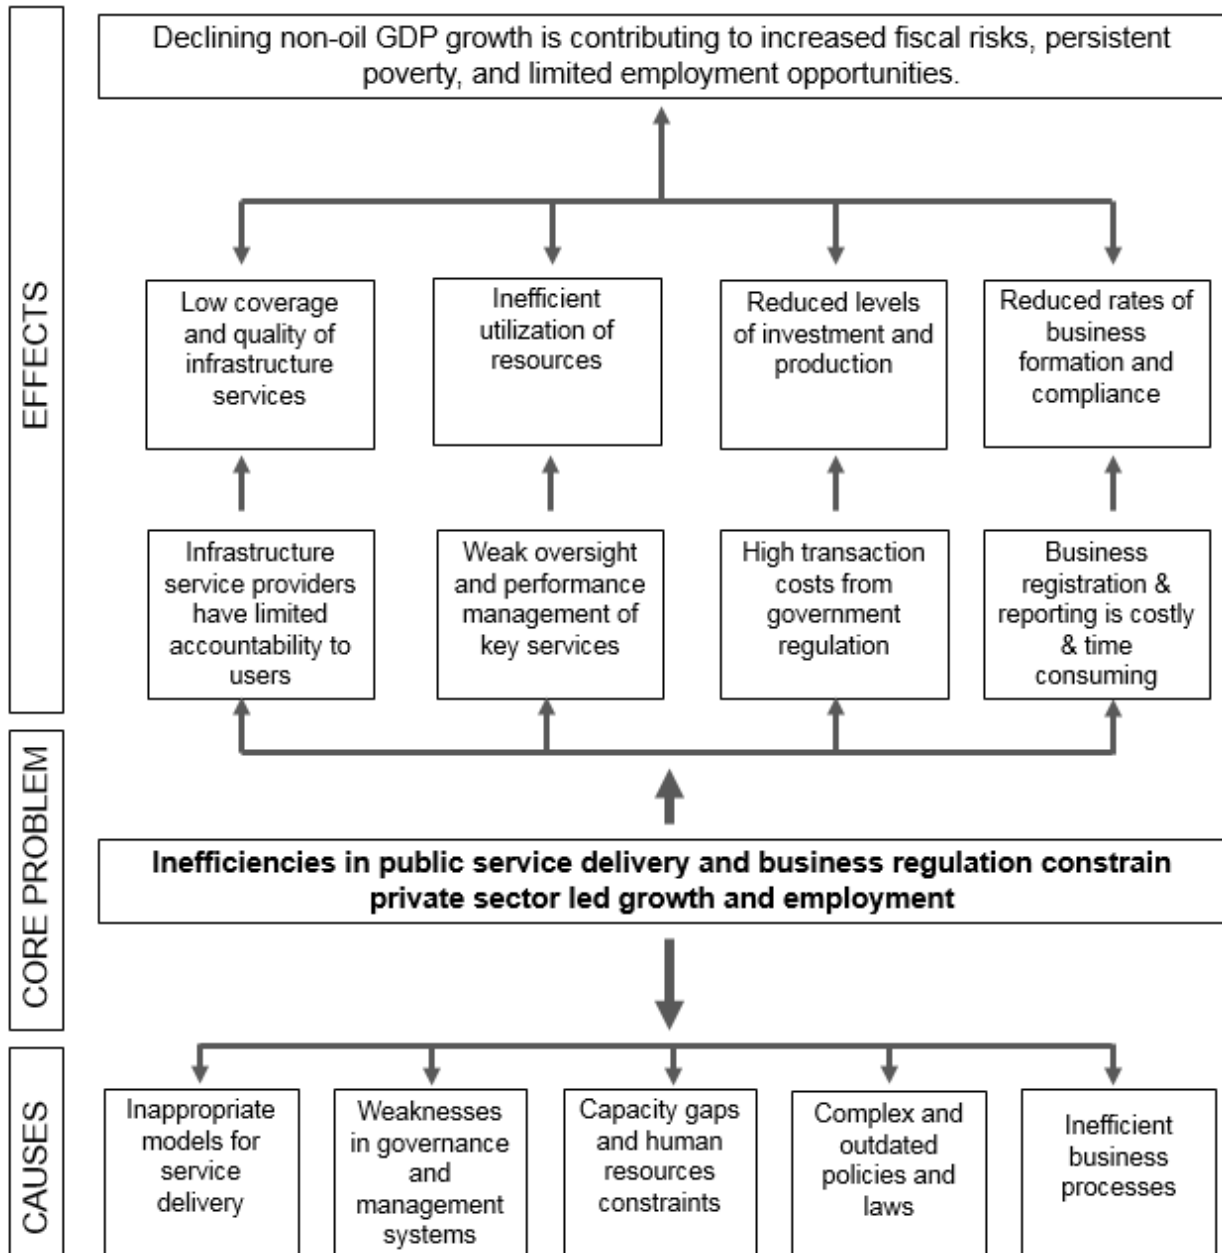 Declining non-oil GDP growth is contributing to increased fiscal risks, persistent
poverty, and limited employment opportunities.
EFFECTS
Low coverage
and quality of
infrastructure
services
Inefficient
utilization of
resources
Reduced levels
of investment and
production
Reduced rates of
business
formation and
compliance
Infrastructure
service providers
have limited
accountability to
users
Weak oversight
and performance
management of
key services
High transaction
costs from
government
regulation
Business
registration &
reporting is costly
& time
consuming
CORE PROBLEM
Inefficiencies in public service delivery and business regulation constrain
private sector led growth and employment
CAUSES
Inappropriate
models for
service
delivery
Weaknesses
in governance
and
management
systems
Capacity gaps
and human
resources
constraints
Complex and
outdated
policies and
laws
Inefficient
business
processes